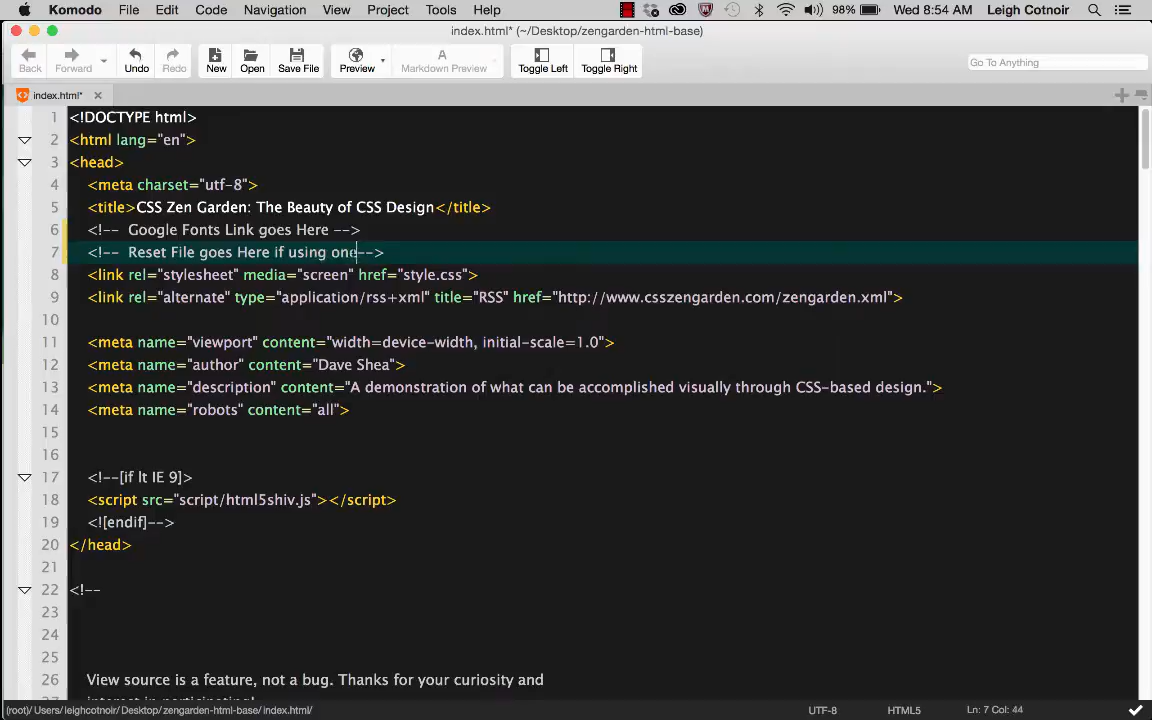 Komodo File Edit Code Navigation View Project Tools Help 98% Wed 8:54 AM Leigh Cotnoir
index.html* (~/Desktop/zengarden-html-base)
Back Forward Undo Redo New Open Save File Preview Markdown Preview Toggle Left Toggle Right Go To Anything
index.html*
1 <!DOCTYPE html>
2 <html lang="en">
3 <head>
4 <meta charset="utf-8">
5 <title>CSS Zen Garden: The Beauty of CSS Design</title>
6 <!-- Google Fonts Link goes Here -->
7 <!-- Reset File goes Here if using one-->
8 <link rel="stylesheet" media="screen" href="style.css">
9 <link rel="alternate" type="application/rss+xml" title="RSS" href="http://www.csszengarden.com/zengarden.xml">
10
11 <meta name="viewport" content="width=device-width, initial-scale=1.0">
12 <meta name="author" content="Dave Shea">
13 <meta name="description" content="A demonstration of what can be accomplished visually through CSS-based design.">
14 <meta name="robots" content="all">
15
16
17 <!--[if lt IE 9]>
18 <script src="script/html5shiv.js"></script>
19 <![endif]-->
20 </head>
21
22 <!--
23
24
25
26 View source is a feature, not a bug. Thanks for your curiosity and
27 interest in participating!
(root)/Users/leighcotnoir/Desktop/zengarden-html-base/index.html/ UTF-8 HTML5 Ln: 7 Col: 44